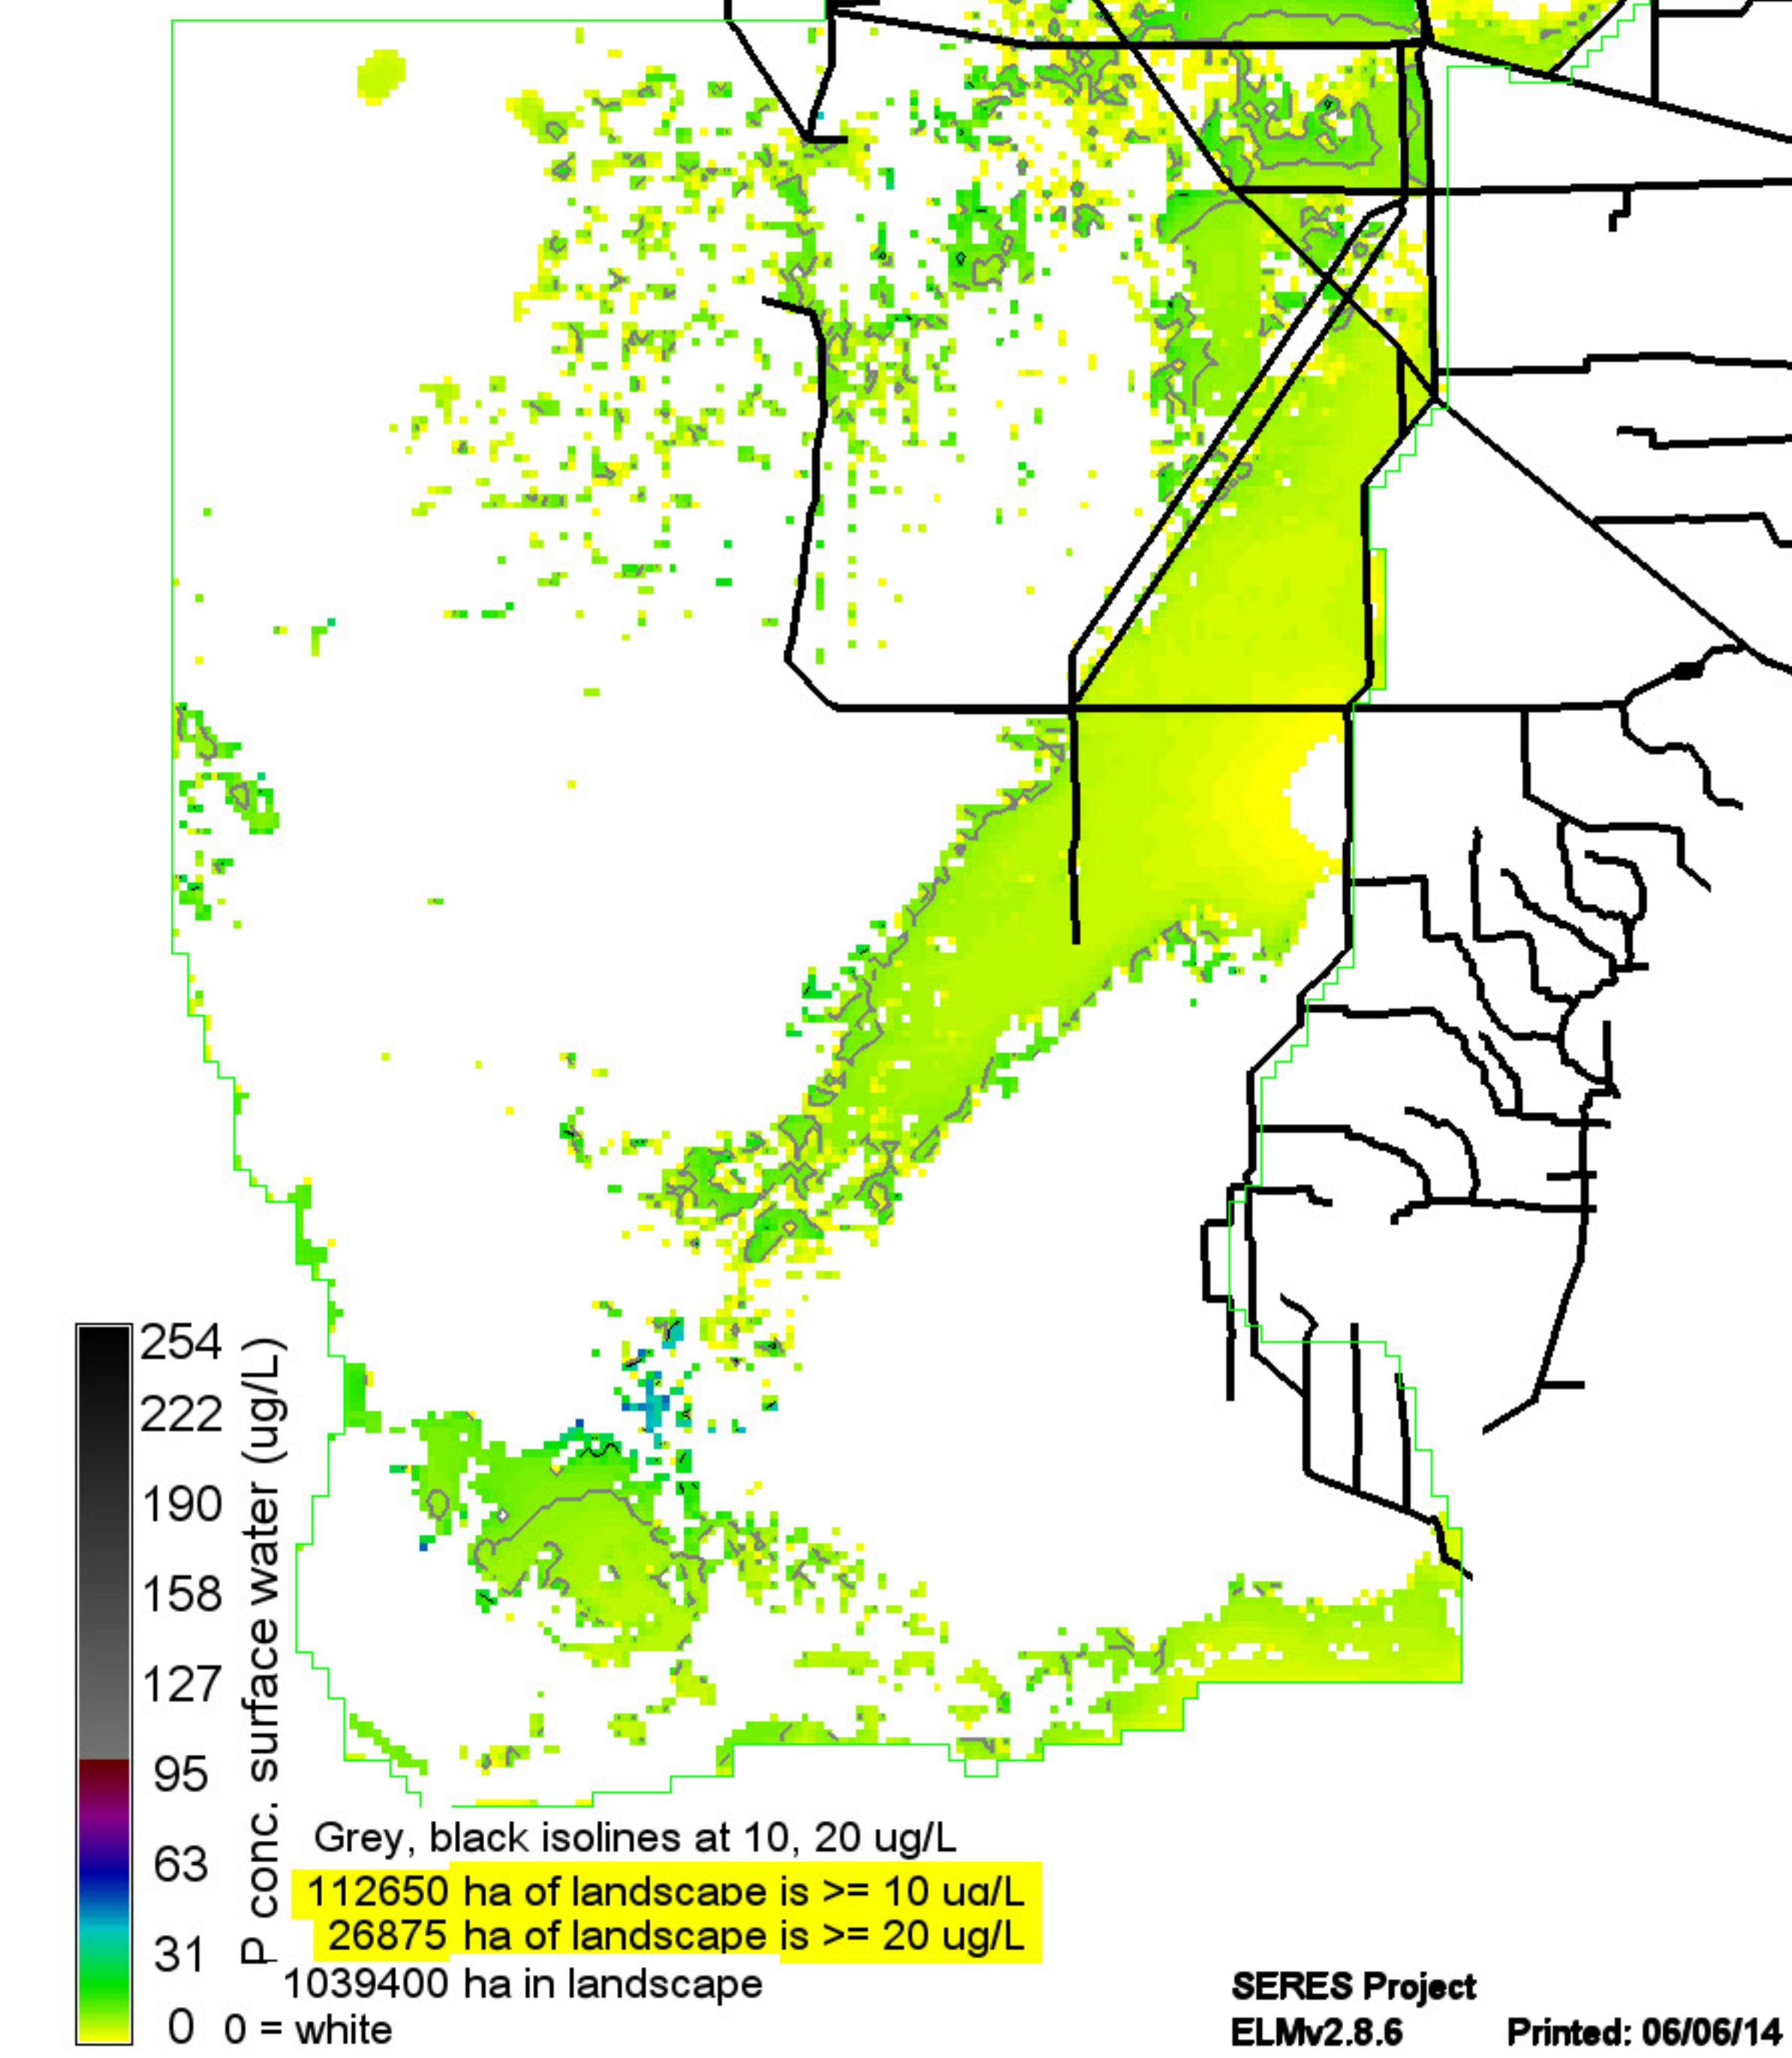 254
222
190
158
127
95
63
31
0
P conc. surface water (ug/L)
0 = white
Grey, black isolines at 10, 20 ug/L
112650 ha of landscape is >= 10 ug/L
26875 ha of landscape is >= 20 ug/L
1039400 ha in landscape
SERES Project
ELMv2.8.6
Printed: 06/06/14